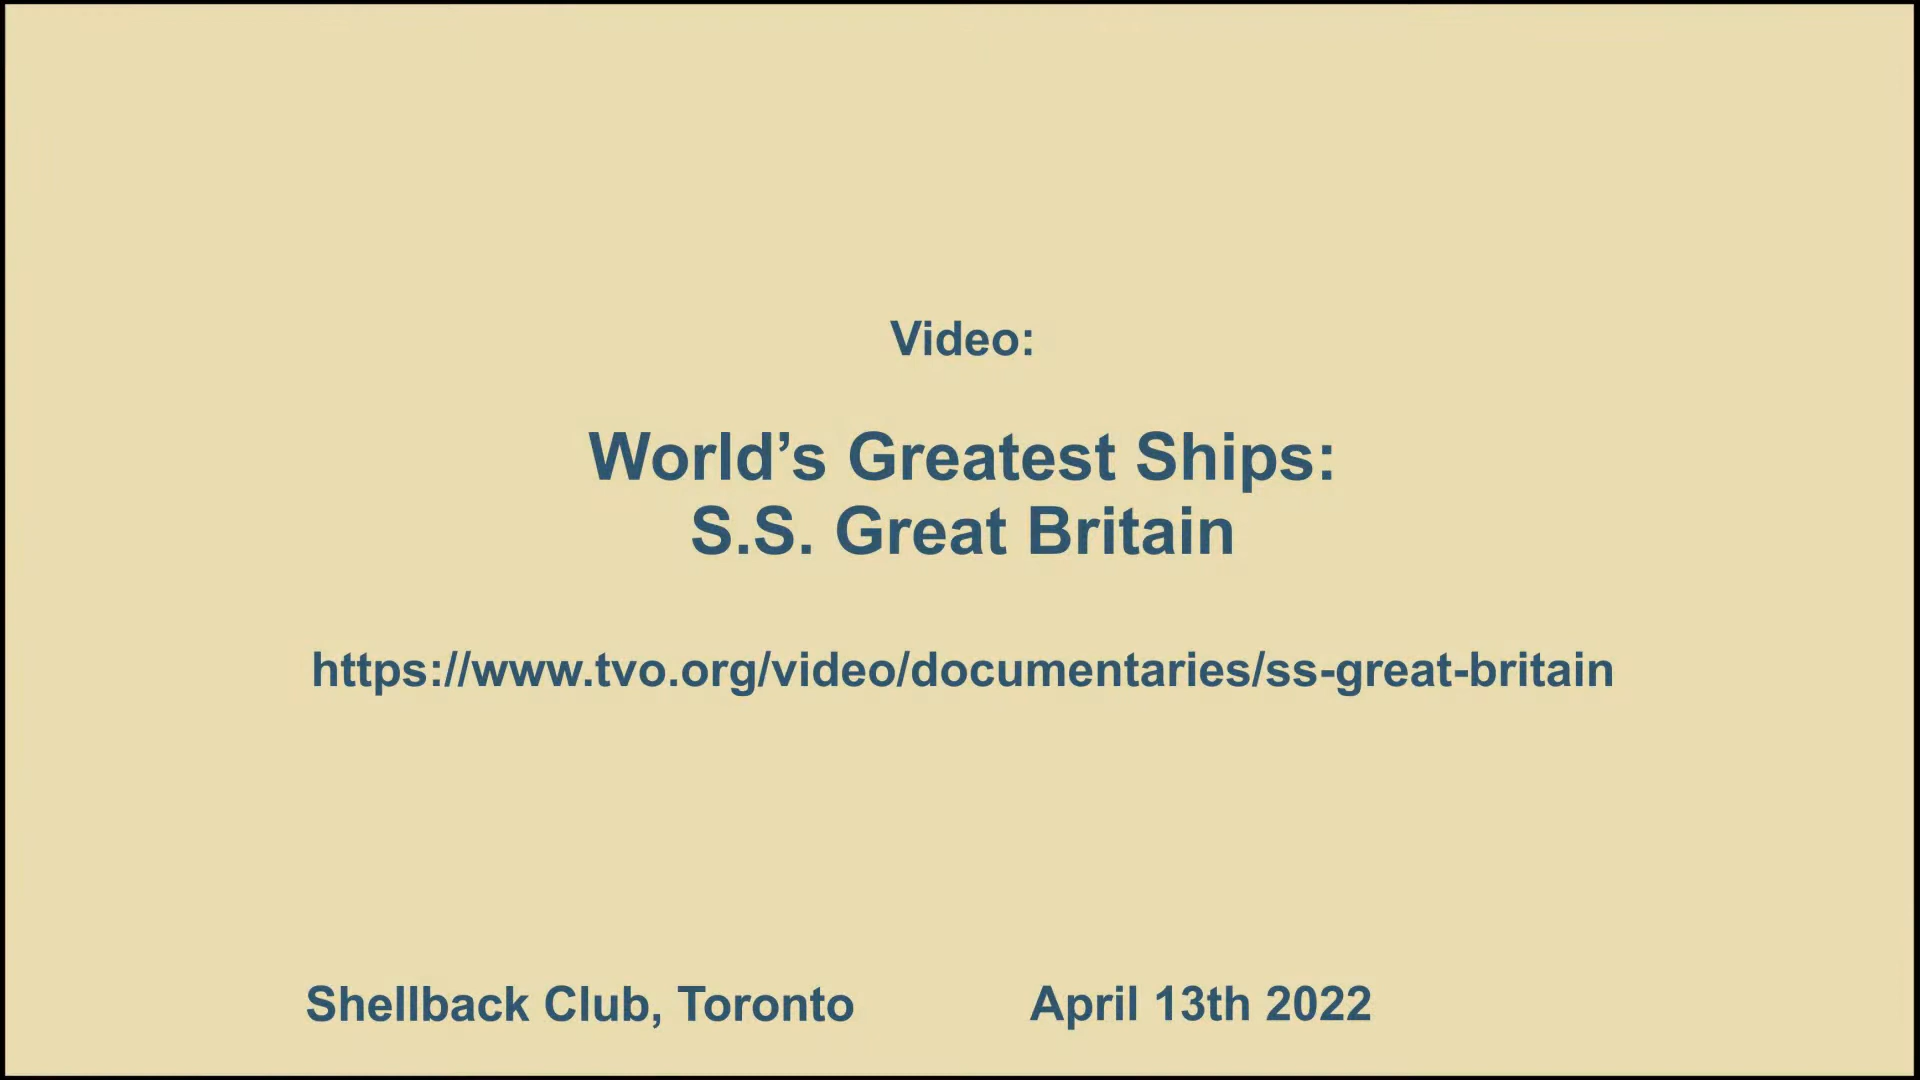 Video:
World’s Greatest Ships:
S.S. Great Britain
https://www.tvo.org/video/documentaries/ss-great-britain
Shellback Club, Toronto April 13th 2022